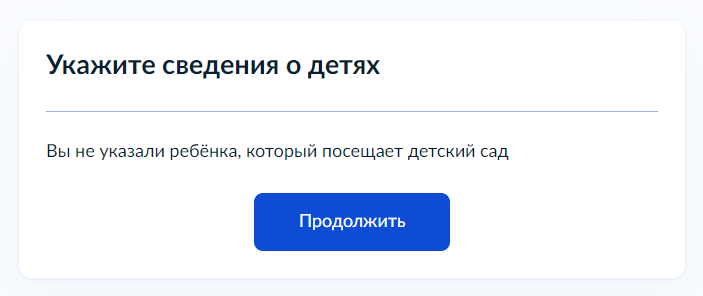 Укажите сведения о детях
Вы не указали ребёнка, который посещает детский сад
Продолжить